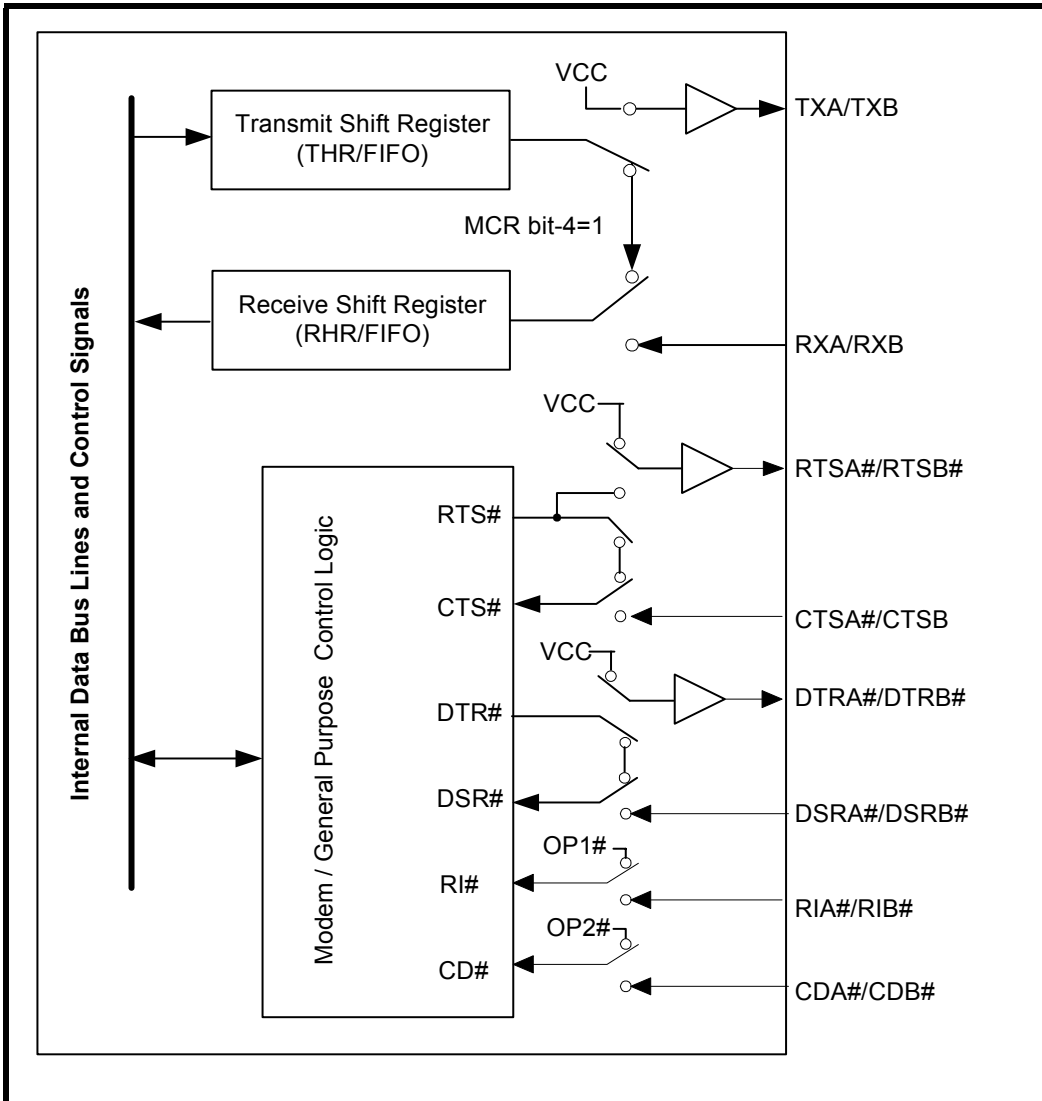 VCC
TXA/TXB
Transmit Shift Register
(THR/FIFO)
MCR bit-4=1
Receive Shift Register
(RHR/FIFO)
RXA/RXB
Internal Data Bus Lines and Control Signals
VCC
RTSA#/RTSB#
Modem / General Purpose Control Logic
RTS#
CTS#
CTSA#/CTSB
VCC
DTRA#/DTRB#
DTR#
DSR#
DSRA#/DSRB#
OP1#
RI#
RIA#/RIB#
OP2#
CD#
CDA#/CDB#